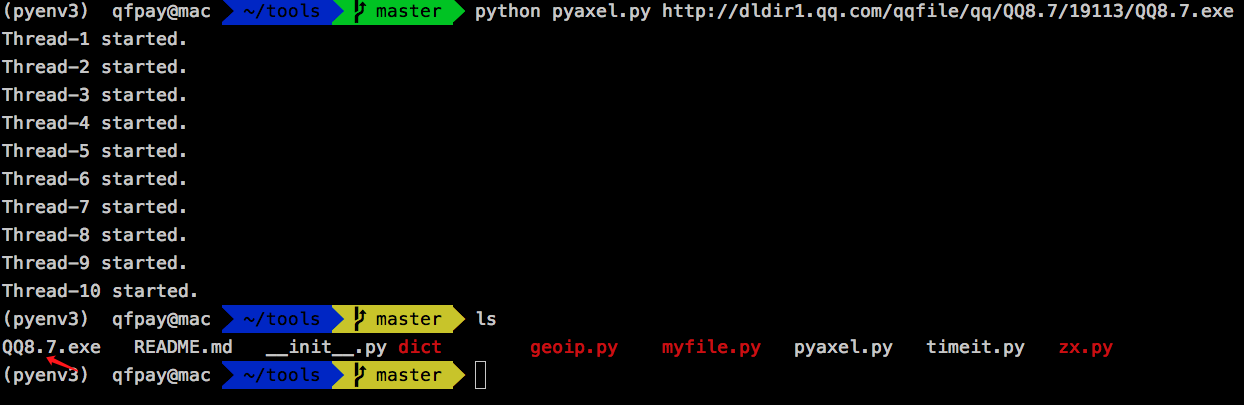 (pyenv3) qfpay@mac ~/tools master python pyaxel.py http://dldir1.qq.com/qqfile/qq/QQ8.7/19113/QQ8.7.exe
Thread-1 started.
Thread-2 started.
Thread-3 started.
Thread-4 started.
Thread-5 started.
Thread-6 started.
Thread-7 started.
Thread-8 started.
Thread-9 started.
Thread-10 started.
(pyenv3) qfpay@mac ~/tools master ls
QQ8.7.exe README.md __init__.py dict geoip.py myfile.py pyaxel.py timeit.py zx.py
(pyenv3) qfpay@mac ~/tools master